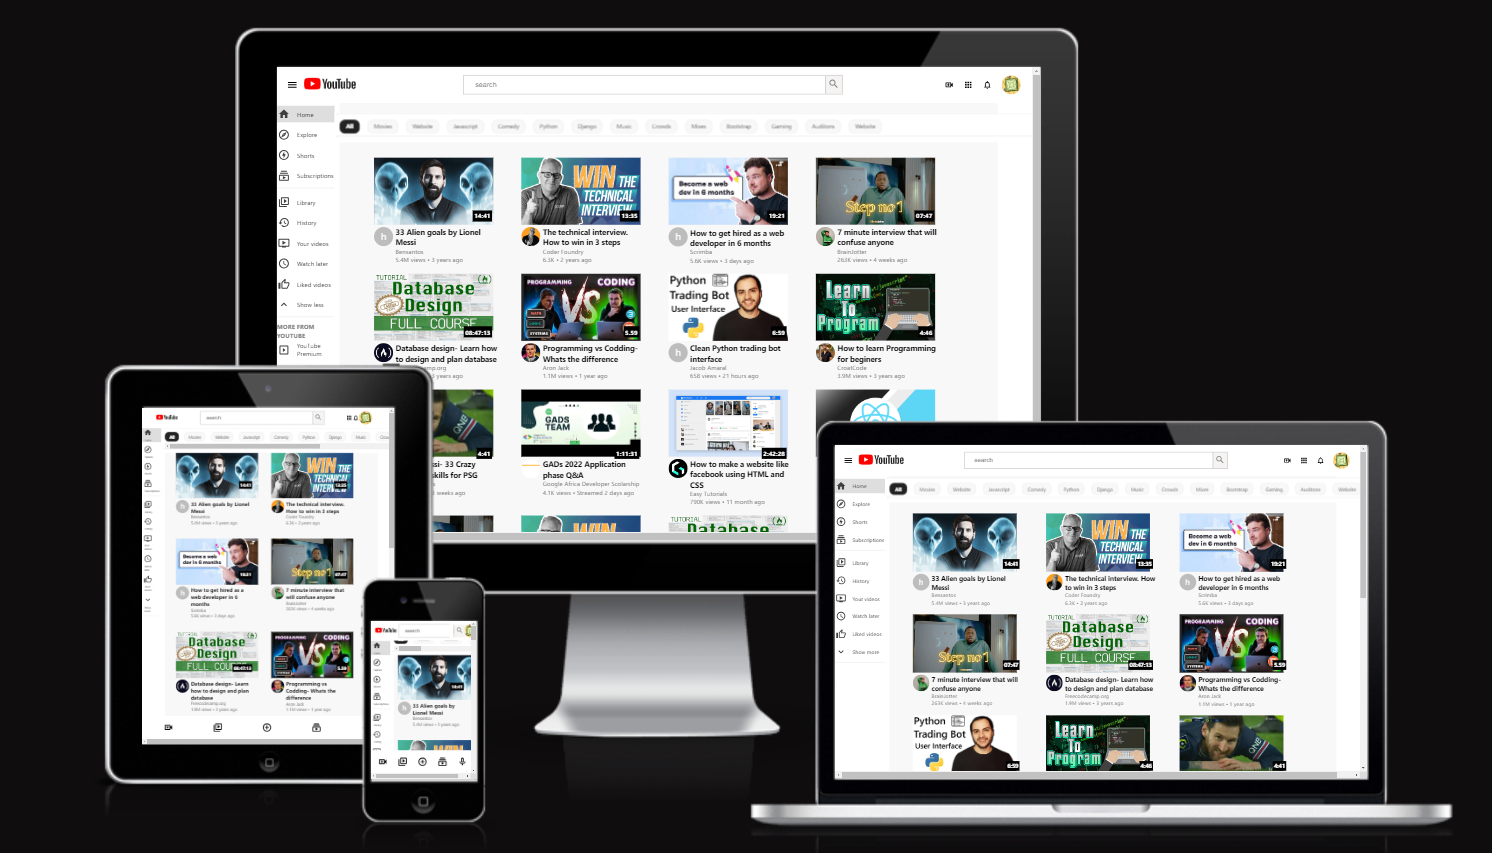 YouTube
search
Home
Explore
Shorts
Subscriptions
Library
History
Your videos
Watch later
Liked videos
Show less
MORE FROM
YOUTUBE
YouTube
Premium
All Movies Website Javascript Comedy Python Django Music Crowds Mixes Bootstrap Gaming Auditions Website
14:41
33 Alien goals by Lionel
Messi
Bensantos
5.4M views • 3 years ago
WIN THE
TECHNICAL
INTERVIEW
13:35
The technical interview.
How to win in 3 steps
Coder Foundry
6.3K • 2 years ago
Become a web
dev in 6 months
19:21
How to get hired as a web
developer in 6 months
Scrimba
5.6K views • 3 days ago
Step no 1
07:47
7 minute interview that will
confuse anyone
BrainJotter
263K views • 4 weeks ago
TUTORIAL
Database
Design
FULL COURSE
08:47:13
Database design- Learn how
to design and plan database
camp.org
3 years ago
PROGRAMMING CODING
VS
MATH
LOGIC
SYSTEMS
5.59
Programming vs Codding-
Whats the difference
Aron Jack
1.1M views • 1 year ago
Python
Trading Bot
User Interface
6:59
Clean Python trading bot
interface
Jacob Amaral
658 views • 21 hours ago
Learn
To
Program
4:46
How to learn Programming
for beginers
CroatCode
3.9M views • 3 years ago
4:41
si- 33 Crazy
skills for PSG
weeks ago
GADS
TEAM
1:11:31
GADs 2022 Application
phase Q&A
Google Africa Developer Scolarship
4.1K views • Streamed 2 days ago
2:42:28
How to make a website like
facebook using HTML and
CSS
Easy Tutorials
790K views • 11 month ago
WIN THE
TECHNICAL
TUTORIAL
Database
YouTube
search
All Movies Website Javascript Comedy Python Django Music
14:41
33 Alien goals by Lionel
Messi
Bensantos
5.4M views • 3 years ago
WIN THE
TECHNICAL
INTERVIEW
13:35
The technical interview.
How to win in 3 steps
Coder Foundry
6.3K • 2 years ago
Become a web
dev in 6 months
19:21
How to get hired as a
web developer in 6
months
Scrimba
5.6K views • 3 days ago
Step no 1
07:47
7 minute interview that
will confuse anyone
BrainJotter
263K views • 4 weeks ago
TUTORIAL
Database
Design
FULL COURSE
08:47:13
Database design- Learn
how to design and plan
database
Freecodecamp.org
1.9M views • 3 years ago
PROGRAMMING CODING
VS
5.59
Programming vs
Codding- Whats the
difference
Aron Jack
1.1M views • 1 year ago
YouTube
search
14:41
33 Alien goals by
Lionel Messi
Bensantos
5.4M views • 3 years ago
WIN THE
YouTube
search
Home
Explore
Shorts
Subscriptions
Library
History
Your videos
Watch later
Liked videos
Show more
All Movies Website Javascript Comedy Python Django Music Crowds Mixes Bootstrap Gaming Auditions Website
14:41
33 Alien goals by Lionel
Messi
Bensantos
5.4M views • 3 years ago
WIN THE
TECHNICAL
INTERVIEW
13:35
The technical interview. How
to win in 3 steps
Coder Foundry
6.3K • 2 years ago
Become a web
dev in 6 months
19:21
How to get hired as a web
developer in 6 months
Scrimba
5.6K views • 3 days ago
Step no 1
07:47
7 minute interview that will
confuse anyone
BrainJotter
263K views • 4 weeks ago
TUTORIAL
Database
Design
FULL COURSE
08:47:13
Database design- Learn how
to design and plan database
Freecodecamp.org
1.9M views • 3 years ago
PROGRAMMING CODING
VS
5.59
Programming vs Codding-
Whats the difference
Aron Jack
1.1M views • 1 year ago
Python
Trading Bot
User Interface
6:59
Learn
To
Program
4:46
QNB
4:41